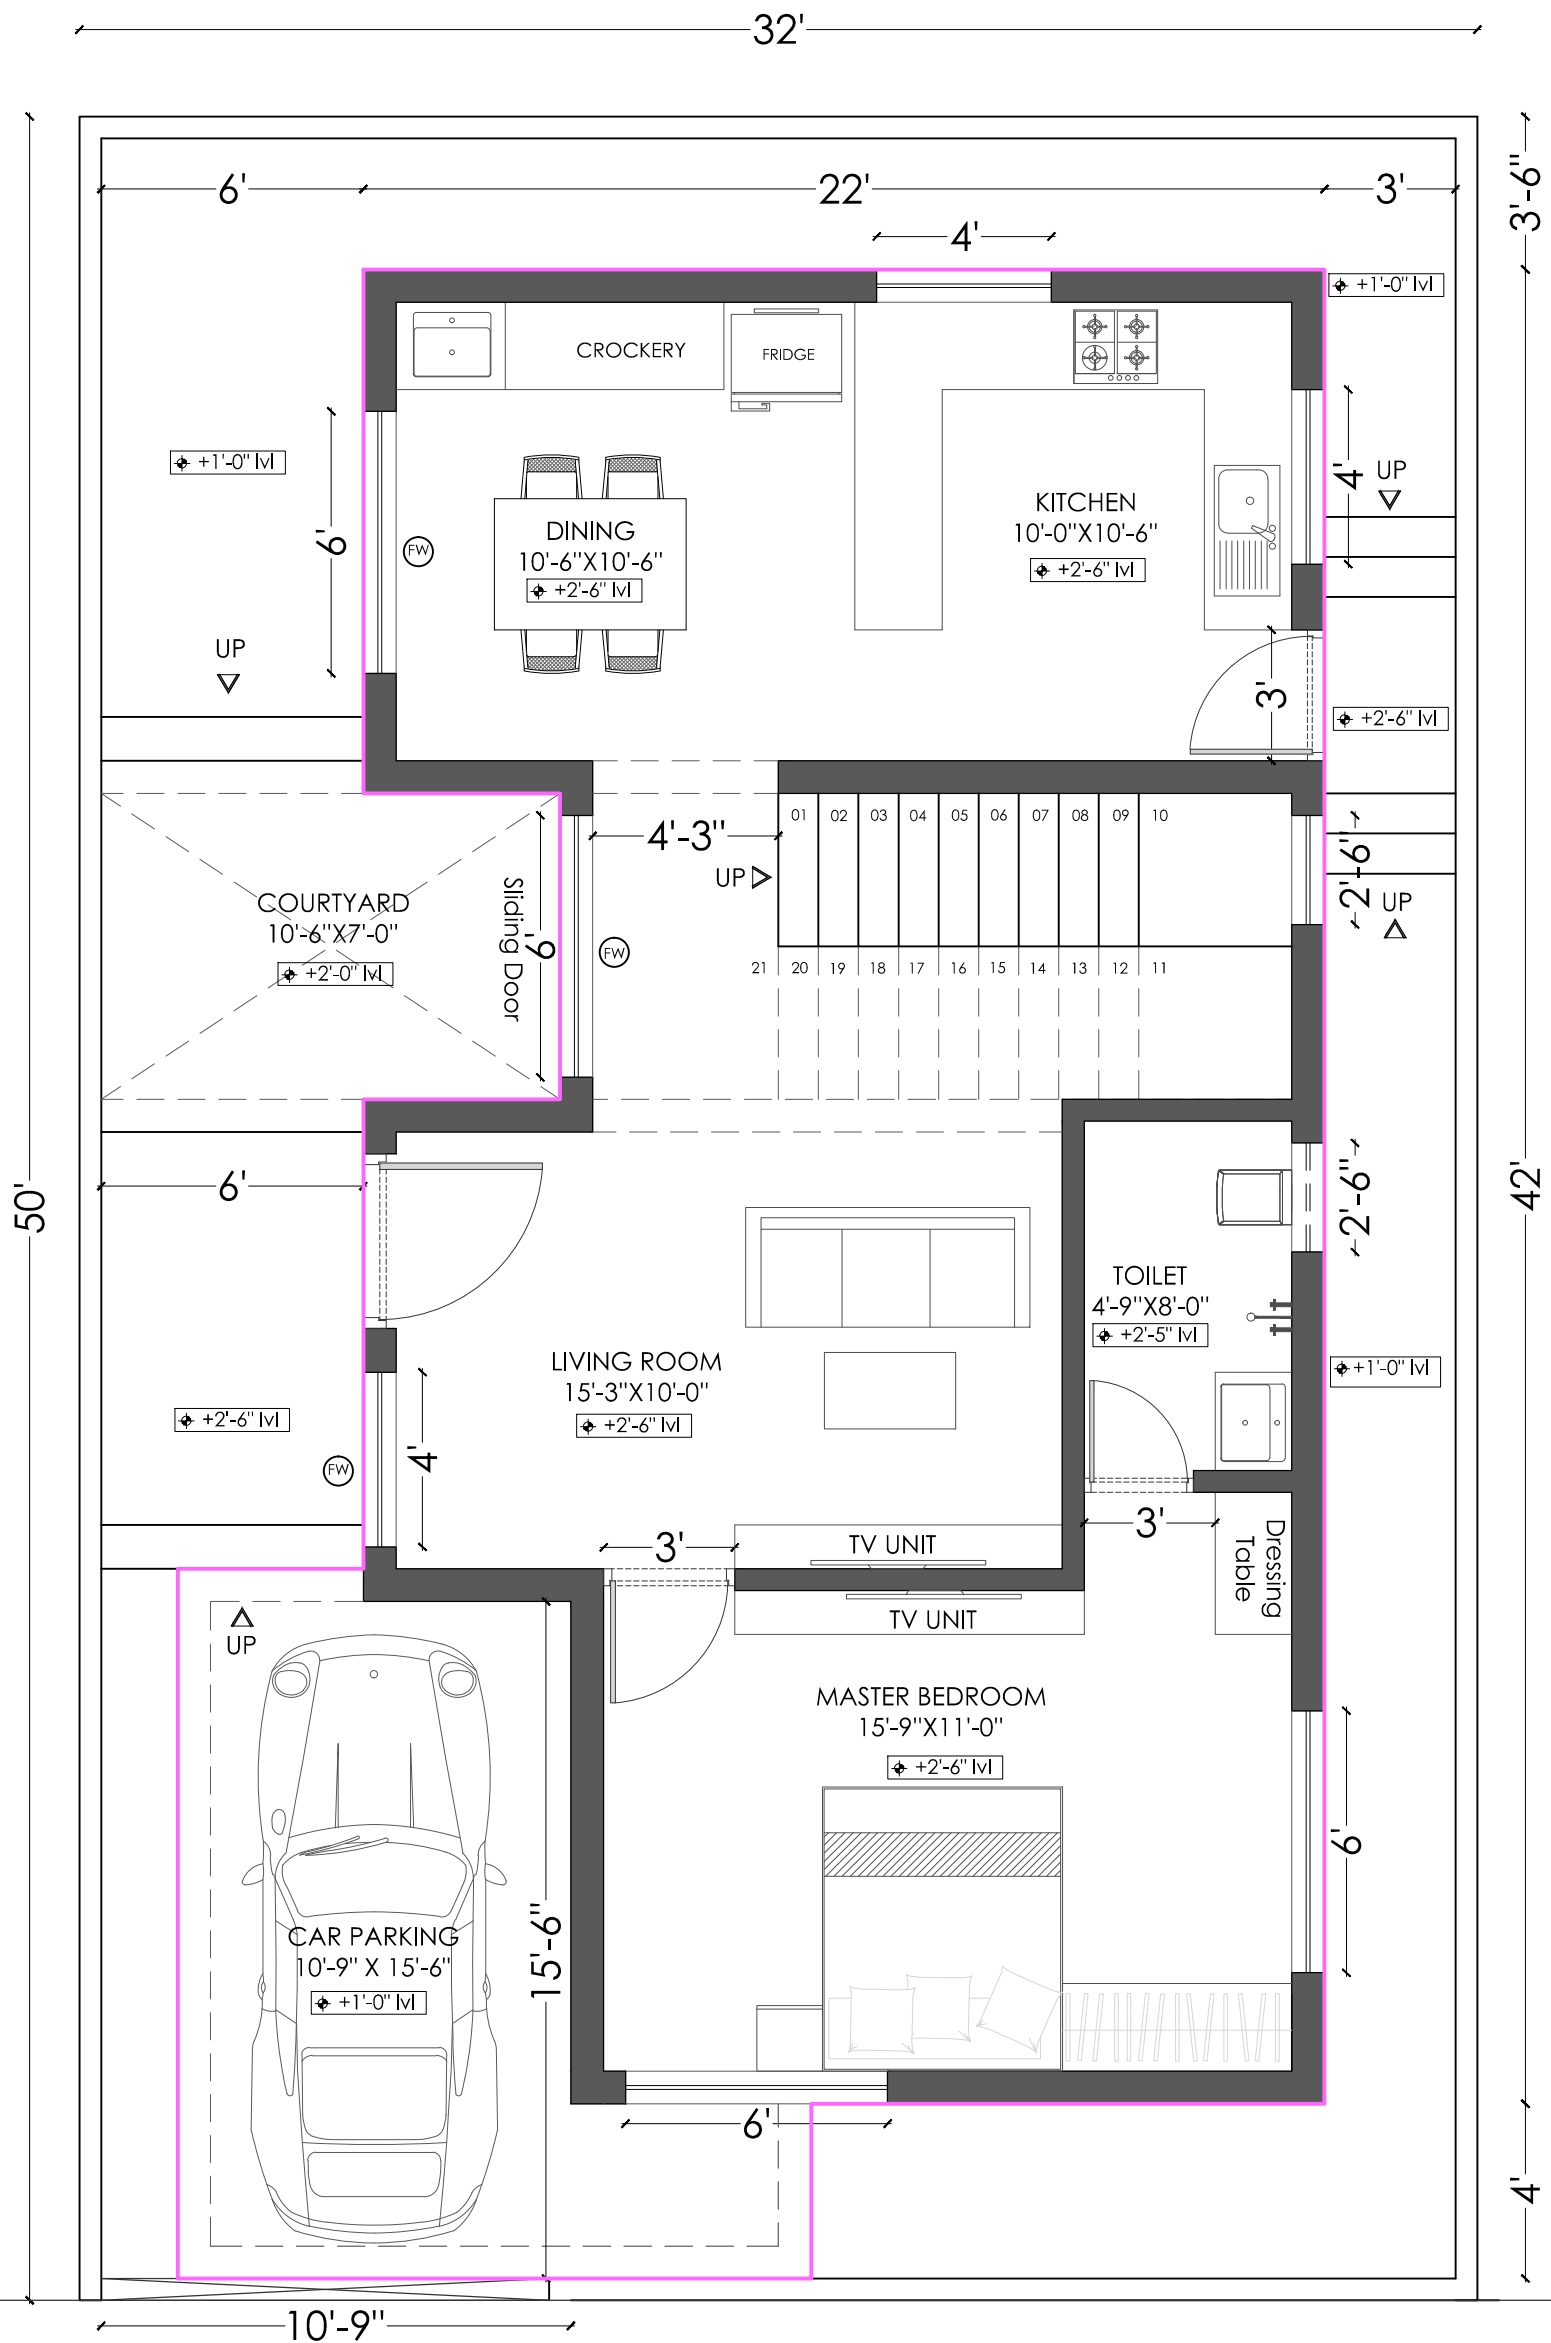 32'
6'
22'
3'
3'-6"
4'
+1'-0" lvl
CROCKERY
FRIDGE
+1'-0" lvl
4'
UP
6'
FW
DINING
10'-6"X10'-6"
+2'-6" lvl
KITCHEN
10'-0"X10'-6"
+2'-6" lvl
UP
3'
+2'-6" lvl
4'-3"
UP
01 02 03 04 05 06 07 08 09 10
2'-6"
UP
COURTYARD
10'-6"X7'-0"
+2'-0" lvl
Sliding Door
6'
FW
21 20 19 18 17 16 15 14 13 12 11
50'
42'
6'
2'-6"
TOILET
4'-9"X8'-0"
+2'-5" lvl
LIVING ROOM
15'-3"X10'-0"
+2'-6" lvl
+1'-0" lvl
+2'-6" lvl
FW
4'
3'
TV UNIT
3'
Dressing
Table
TV UNIT
UP
MASTER BEDROOM
15'-9"X11'-0"
+2'-6" lvl
6'
CAR PARKING
10'-9" X 15'-6"
+1'-0" lvl
15'-6"
6'
4'
10'-9"